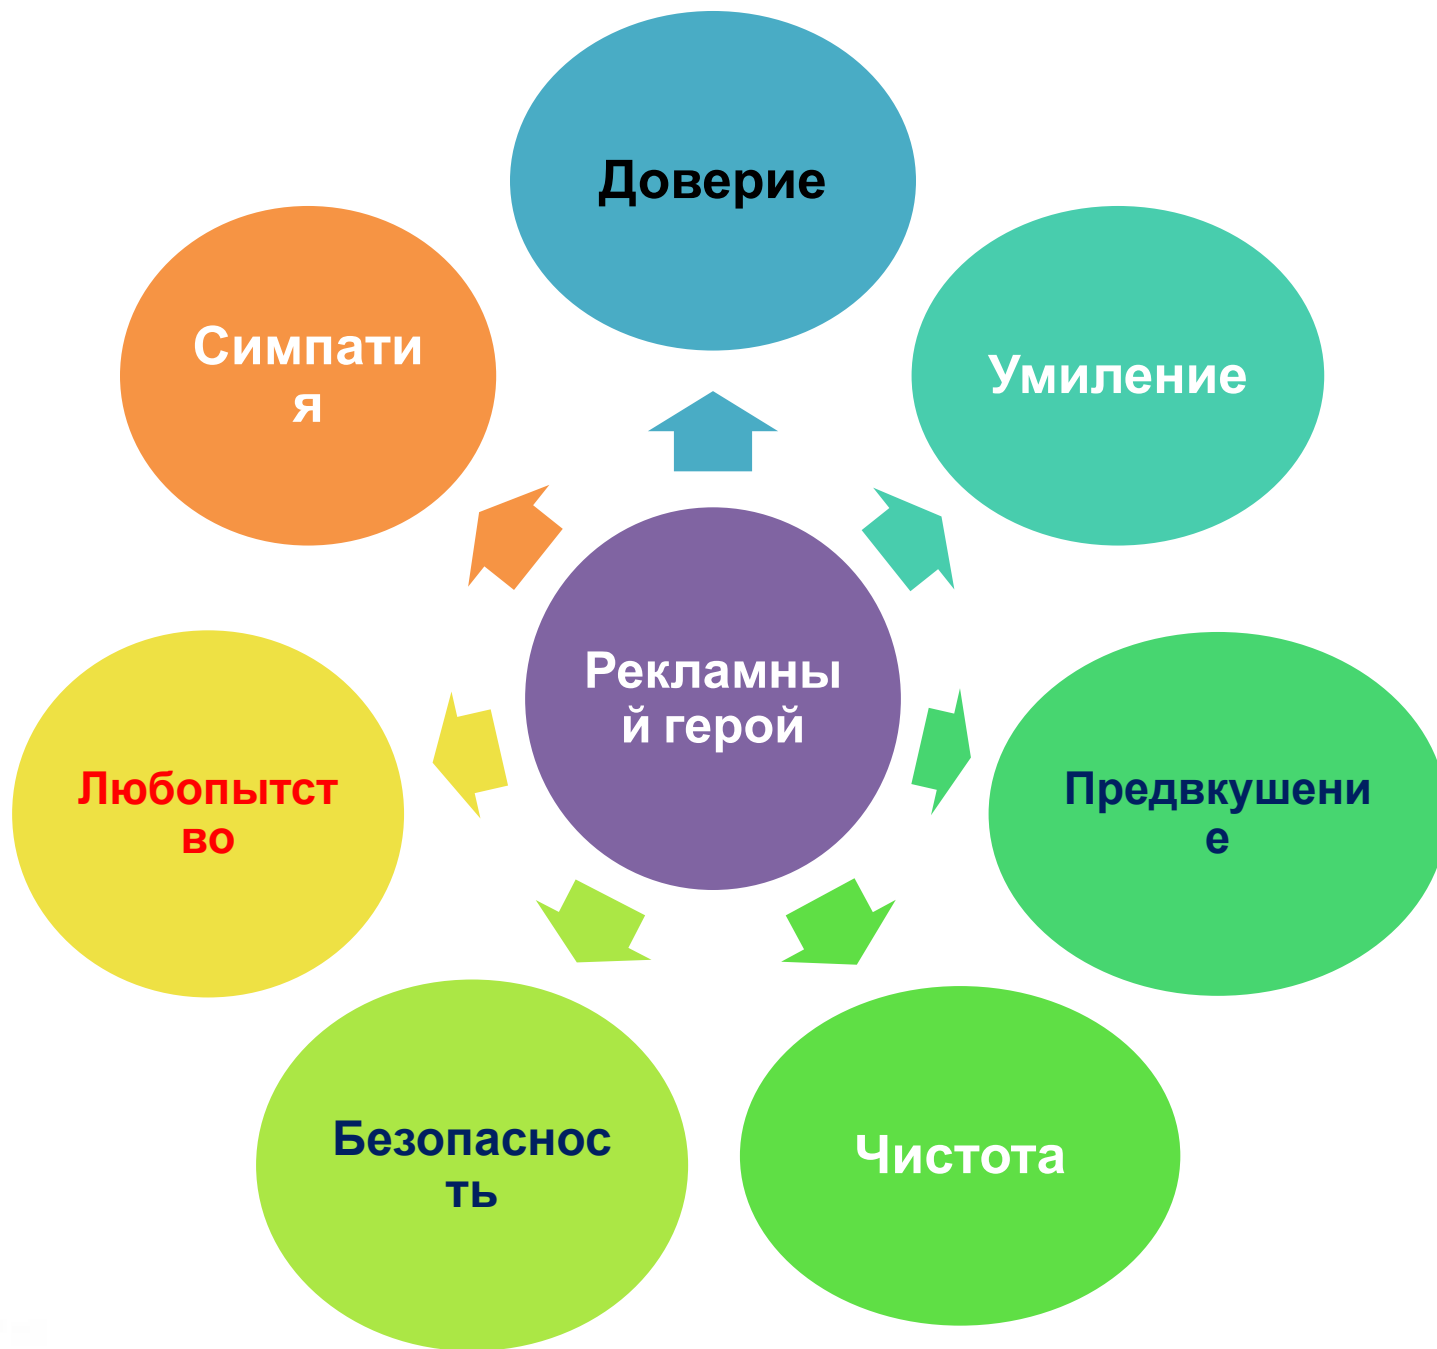 Доверие
Симпати
я
Умиление
Рекламны
й герой
Любопытст
во
Предвкушени
е
Безопаснос
ть
Чистота